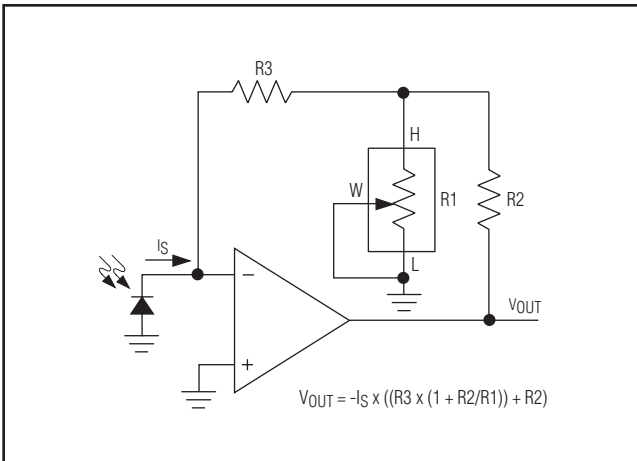 R3
H
W
R1
R2
L
IS
−
+
VOUT
VOUT = -IS x ((R3 x (1 + R2/R1)) + R2)